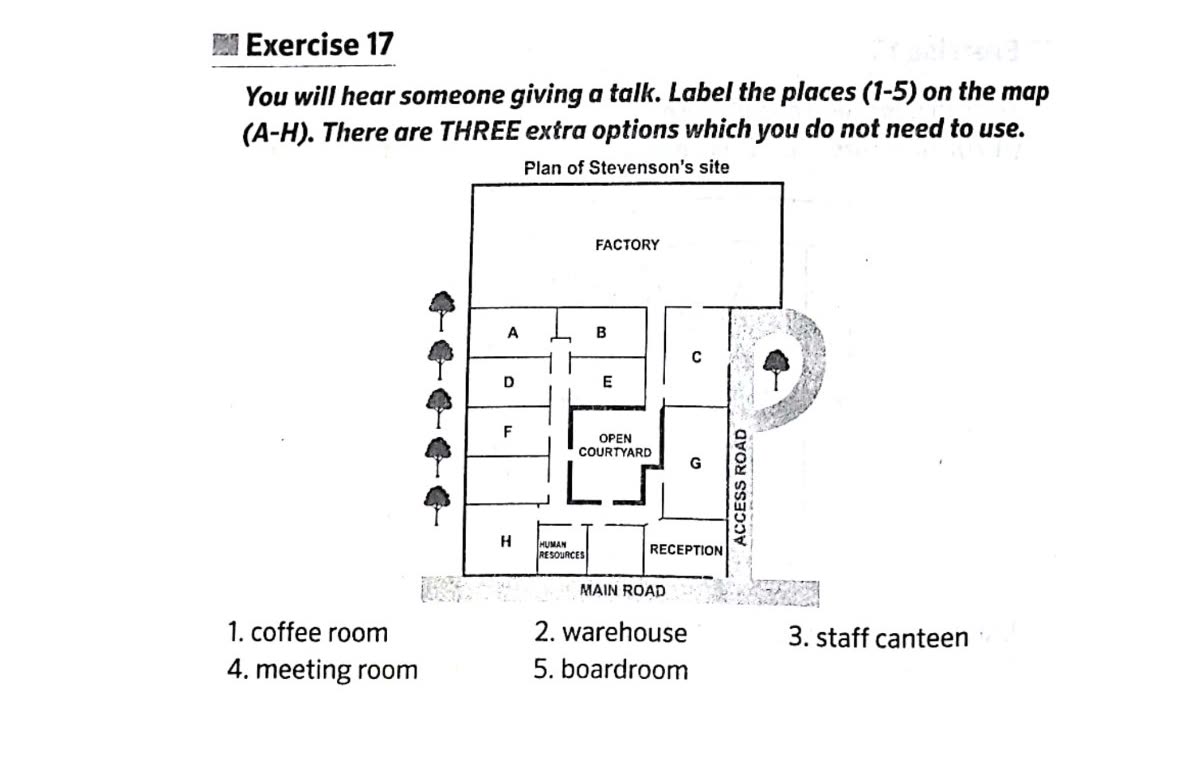 Exercise 17
You will hear someone giving a talk. Label the places (1-5) on the map
(A-H). There are THREE extra options which you do not need to use.
Plan of Stevenson's site
FACTORY
A
B
C
D
E
F
OPEN
COURTYARD
G
ACCESS ROAD
H
HUMAN
RESOURCES
RECEPTION
MAIN ROAD
1. coffee room
2. warehouse
3. staff canteen
4. meeting room
5. boardroom